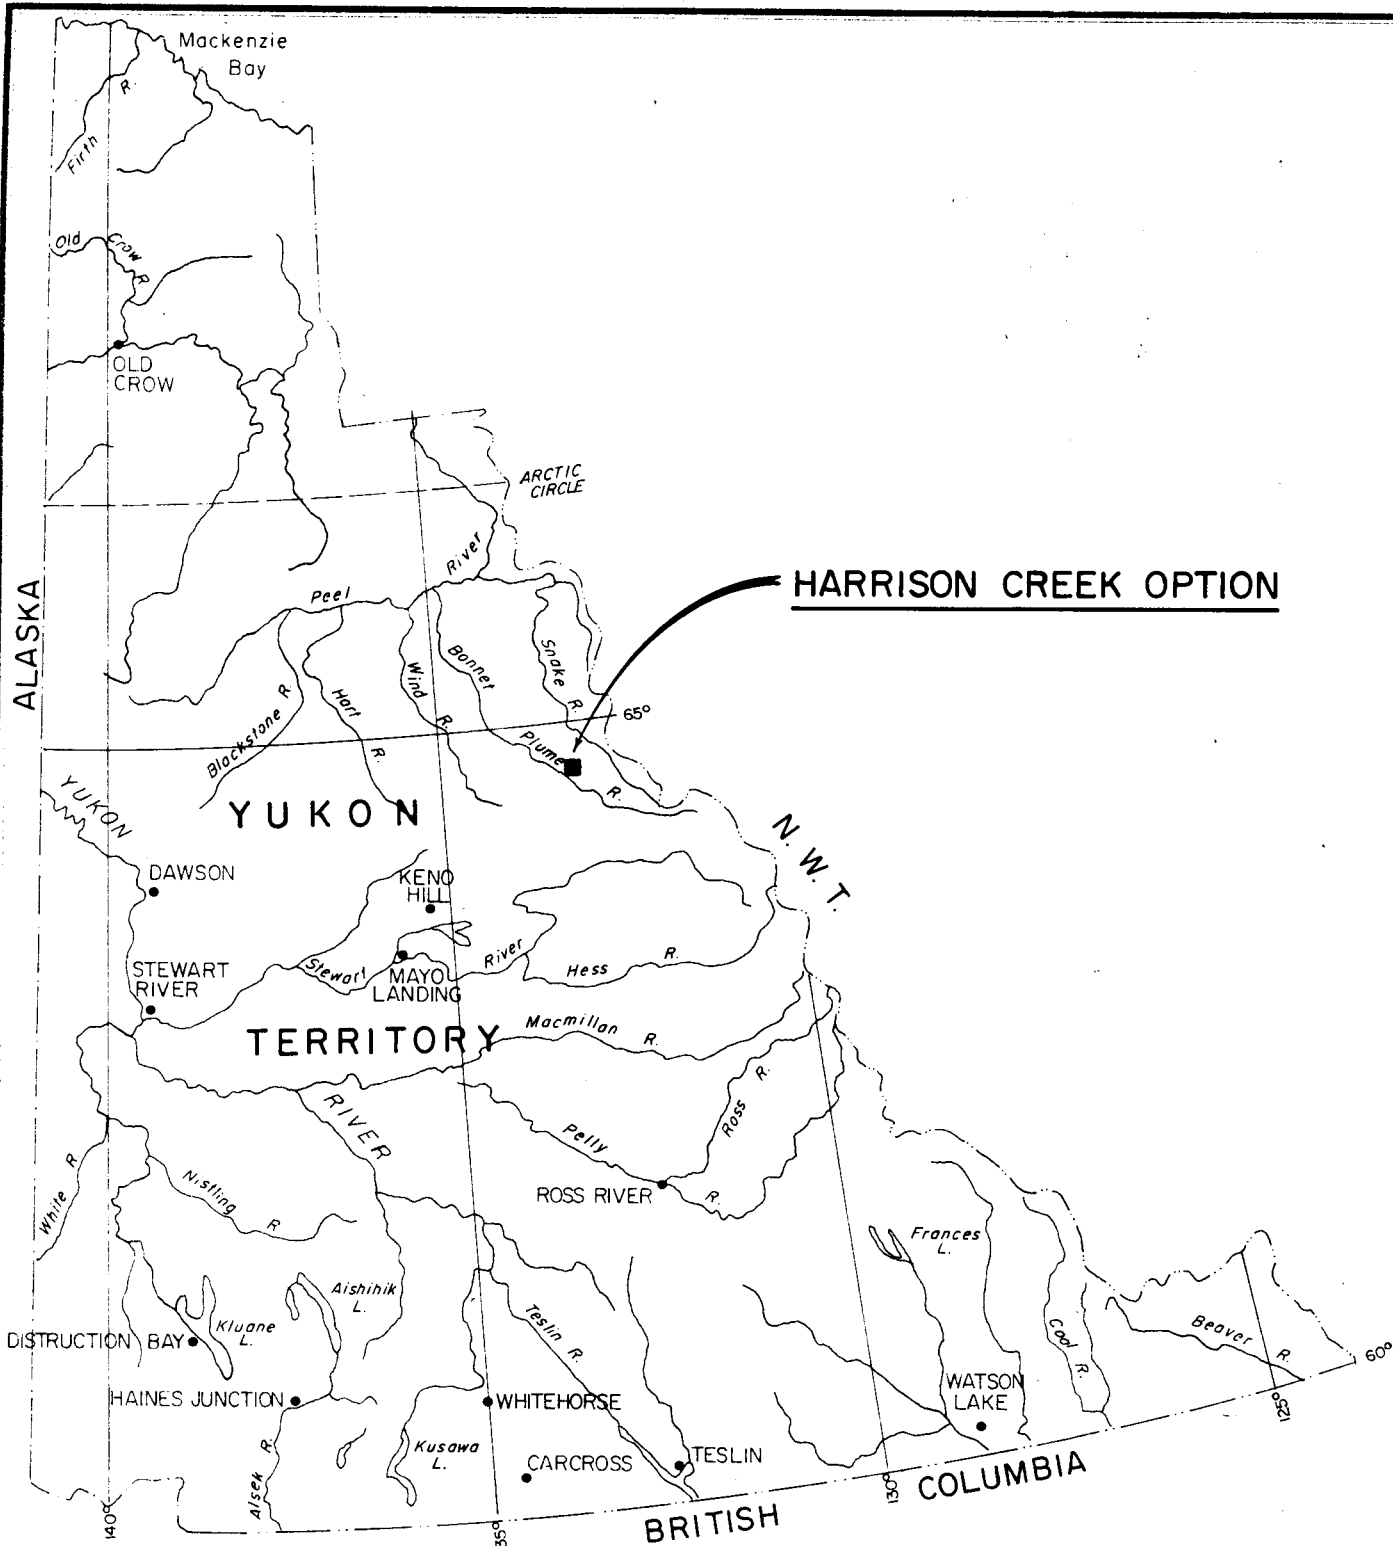 Mackenzie
Bay
Firth R.
Old Crow R.
OLD
CROW
ARCTIC
CIRCLE
Peel River
HARRISON CREEK OPTION
ALASKA
Blackstone R.
Hart R.
Wind R.
Bonnet Plume R.
Snake R.
65°
YUKON
YUKON
N. W. T.
DAWSON
KENO
HILL
STEWART
RIVER
Stewart River
MAYO
LANDING
Hess R.
TERRITORY
Macmillan R.
RIVER
Pelly R.
Ross R.
ROSS RIVER
White R.
Nistling R.
Frances
L.
Aishihik
L.
Kluane
L.
DISTRUCTION BAY
Teslin R.
Coal R.
Beaver R.
60°
HAINES JUNCTION
WHITEHORSE
WATSON
LAKE
125°
Kusawa
L.
CARCROSS
TESLIN
Alsek R.
140°
35°
130°
BRITISH COLUMBIA